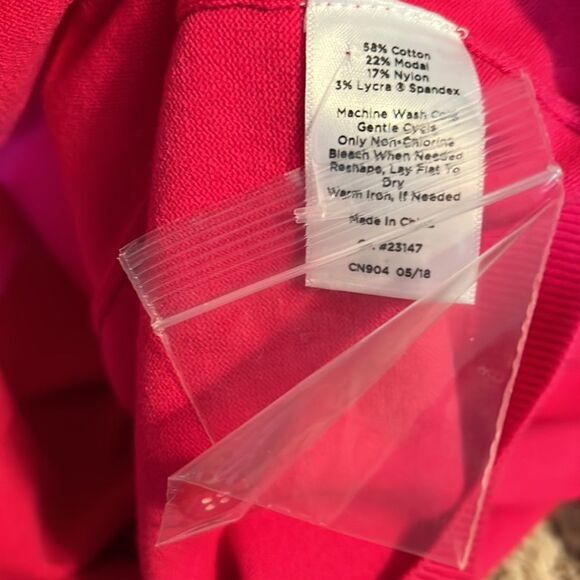 58% Cotton
22% Modal
17% Nylon
3% Lycra ® Spandex
Machine Wash Cold
Gentle Cycle
Only Non-Chlorine
Bleach When Needed
Reshape, Lay Flat To
Dry
Warm Iron, If Needed
Made In China
#23147
CN904 05/18